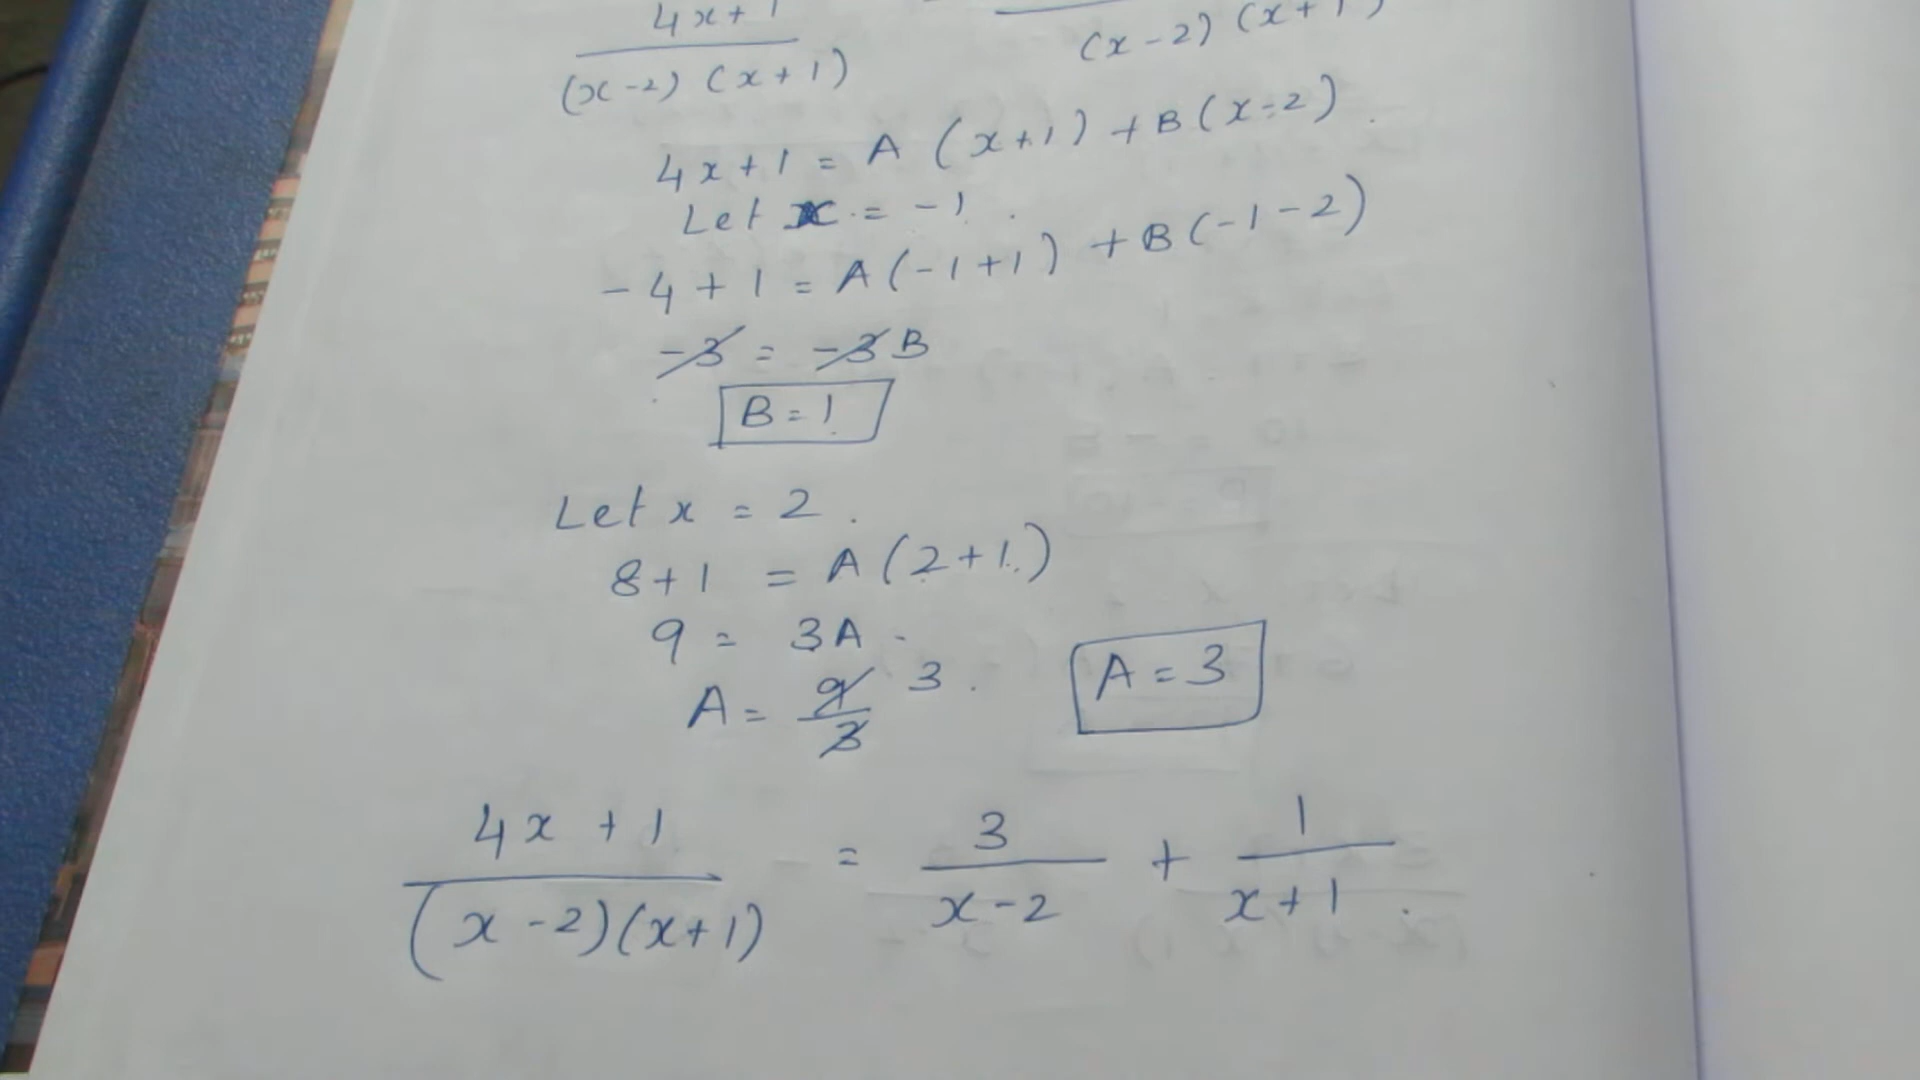 4x+1
(x-2) (x+1) (x-2) (x+1)
4x+1 = A (x+1) + B(x-2)
Let x = -1
-4+1 = A(-1+1) + B(-1-2)
-3 = -3B
B=1
Let x = 2.
8+1 = A(2+1)
9 = 3A
A = 9/3 3 A=3
4x+1/(x-2)(x+1) = 3/x-2 + 1/x+1.